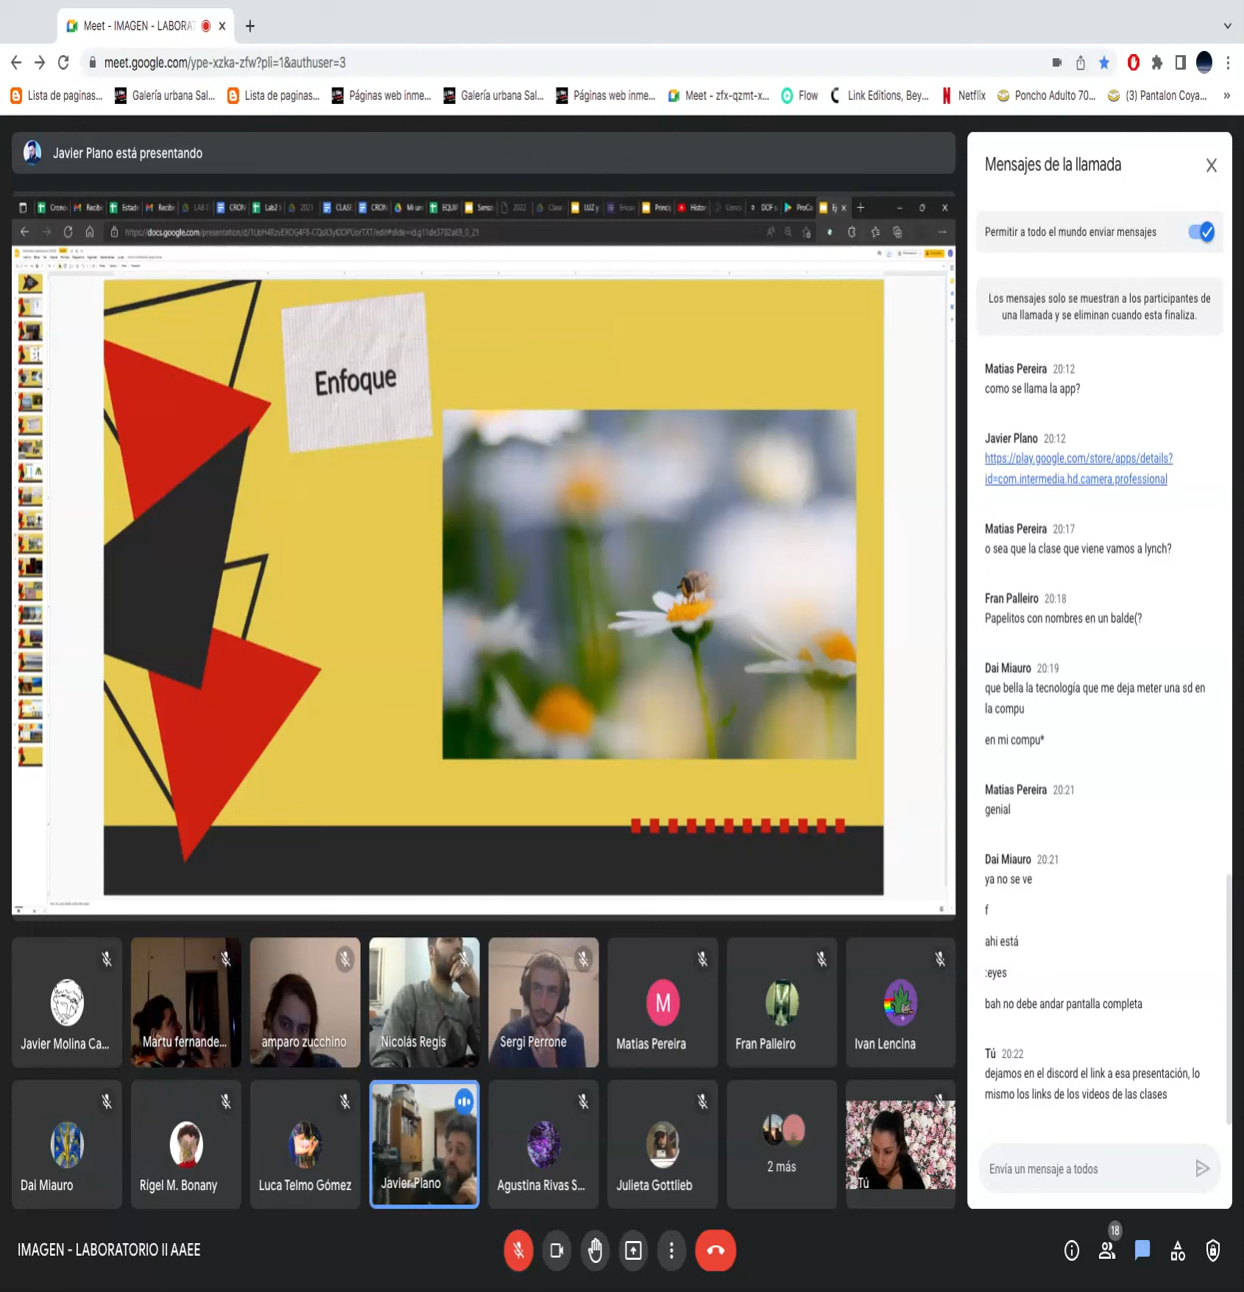 Meet - IMAGEN - LABORAT
meet.google.com/ype-xzka-zfw?pli=1&authuser=3
Lista de paginas...
Galería urbana Sal...
Lista de paginas...
Páginas web inme...
Galería urbana Sal...
Páginas web inme...
Meet - zfx-qzmt-x...
Flow
Link Editions, Bey...
Netflix
Poncho Adulto 70...
(3) Pantalon Coya...
»
Javier Plano está presentando
Enfoque
Mensajes de la llamada
Permitir a todo el mundo enviar mensajes
Los mensajes solo se muestran a los participantes de
una llamada y se eliminan cuando esta finaliza.
Matias Pereira 20:12
como se llama la app?
Javier Plano 20:12
https://play.google.com/store/apps/details?
id=com.intermedia.hd.camera.professional
Matias Pereira 20:17
o sea que la clase que viene vamos a lynch?
Fran Palleiro 20:18
Papelitos con nombres en un balde(?
Dai Miauro 20:19
que bella la tecnología que me deja meter una sd en
la compu
en mi compu*
Matias Pereira 20:21
genial
Dai Miauro 20:21
ya no se ve
f
ahi está
:eyes
bah no debe andar pantalla completa
Tú 20:22
dejamos en el discord el link a esa presentación, lo
mismo los links de los videos de las clases
Envía un mensaje a todos
Javier Molina Ca...
Martu fernande...
amparo zucchino
Nicolás Regis
Sergi Perrone
M
Matias Pereira
Fran Palleiro
Ivan Lencina
Dai Miauro
Rígel M. Bonany
Luca Telmo Gómez
Javier Plano
Agustina Rivas S...
Julieta Gottlieb
2 más
Tú
IMAGEN - LABORATORIO II AAEE
18